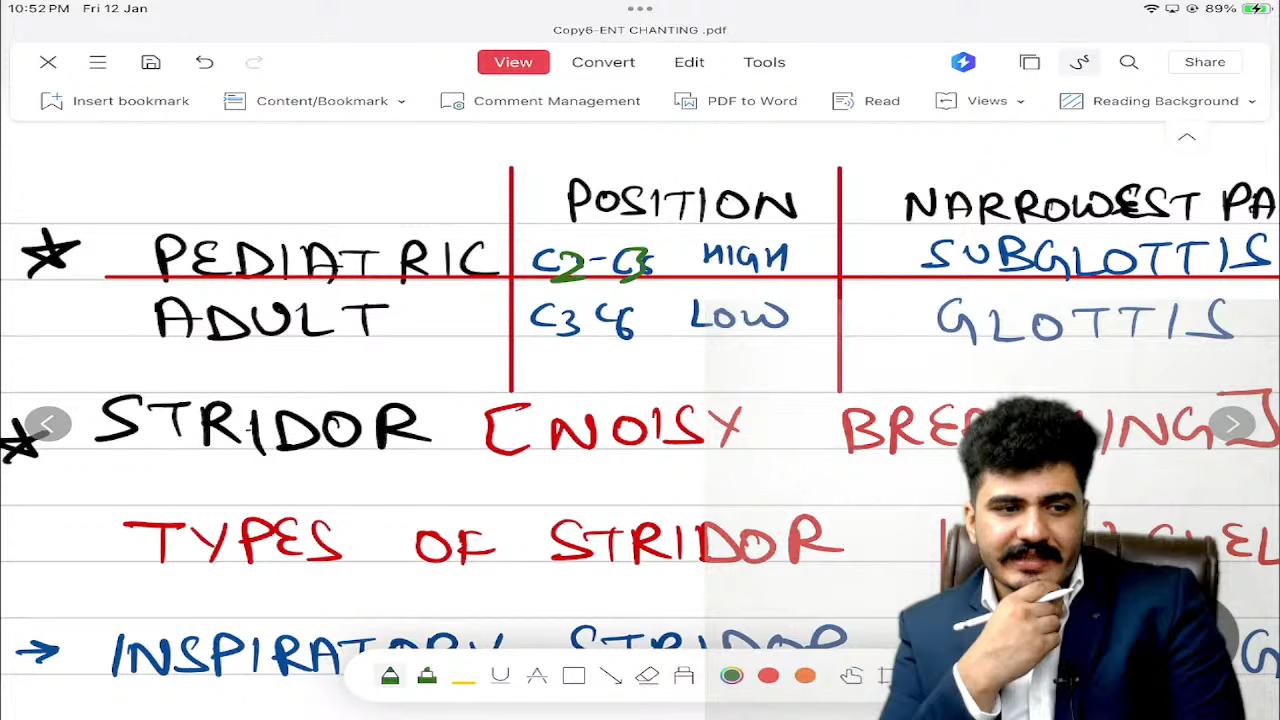 10:52 PM Fri 12 Jan 89%
Copy6-ENT CHANTING .pdf
View Convert Edit Tools Share
Insert bookmark Content/Bookmark Comment Management PDF to Word Read Views Reading Background
POSITION NARROWEST PA
PEDIATRIC C2-C3 HIGH SUBGLOTTIS
ADULT C3 C6 LOW GLOTTIS
STRIDOR [NOISY
TYPES OF STRIDOR
→ INSPIRATORY STRIDOR